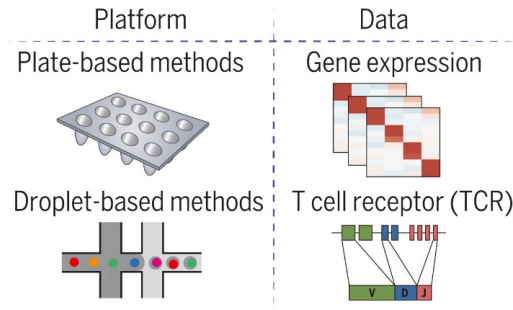 Platform
Data
Plate-based methods
Gene expression
Droplet-based methods
T cell receptor (TCR)
V
D
J